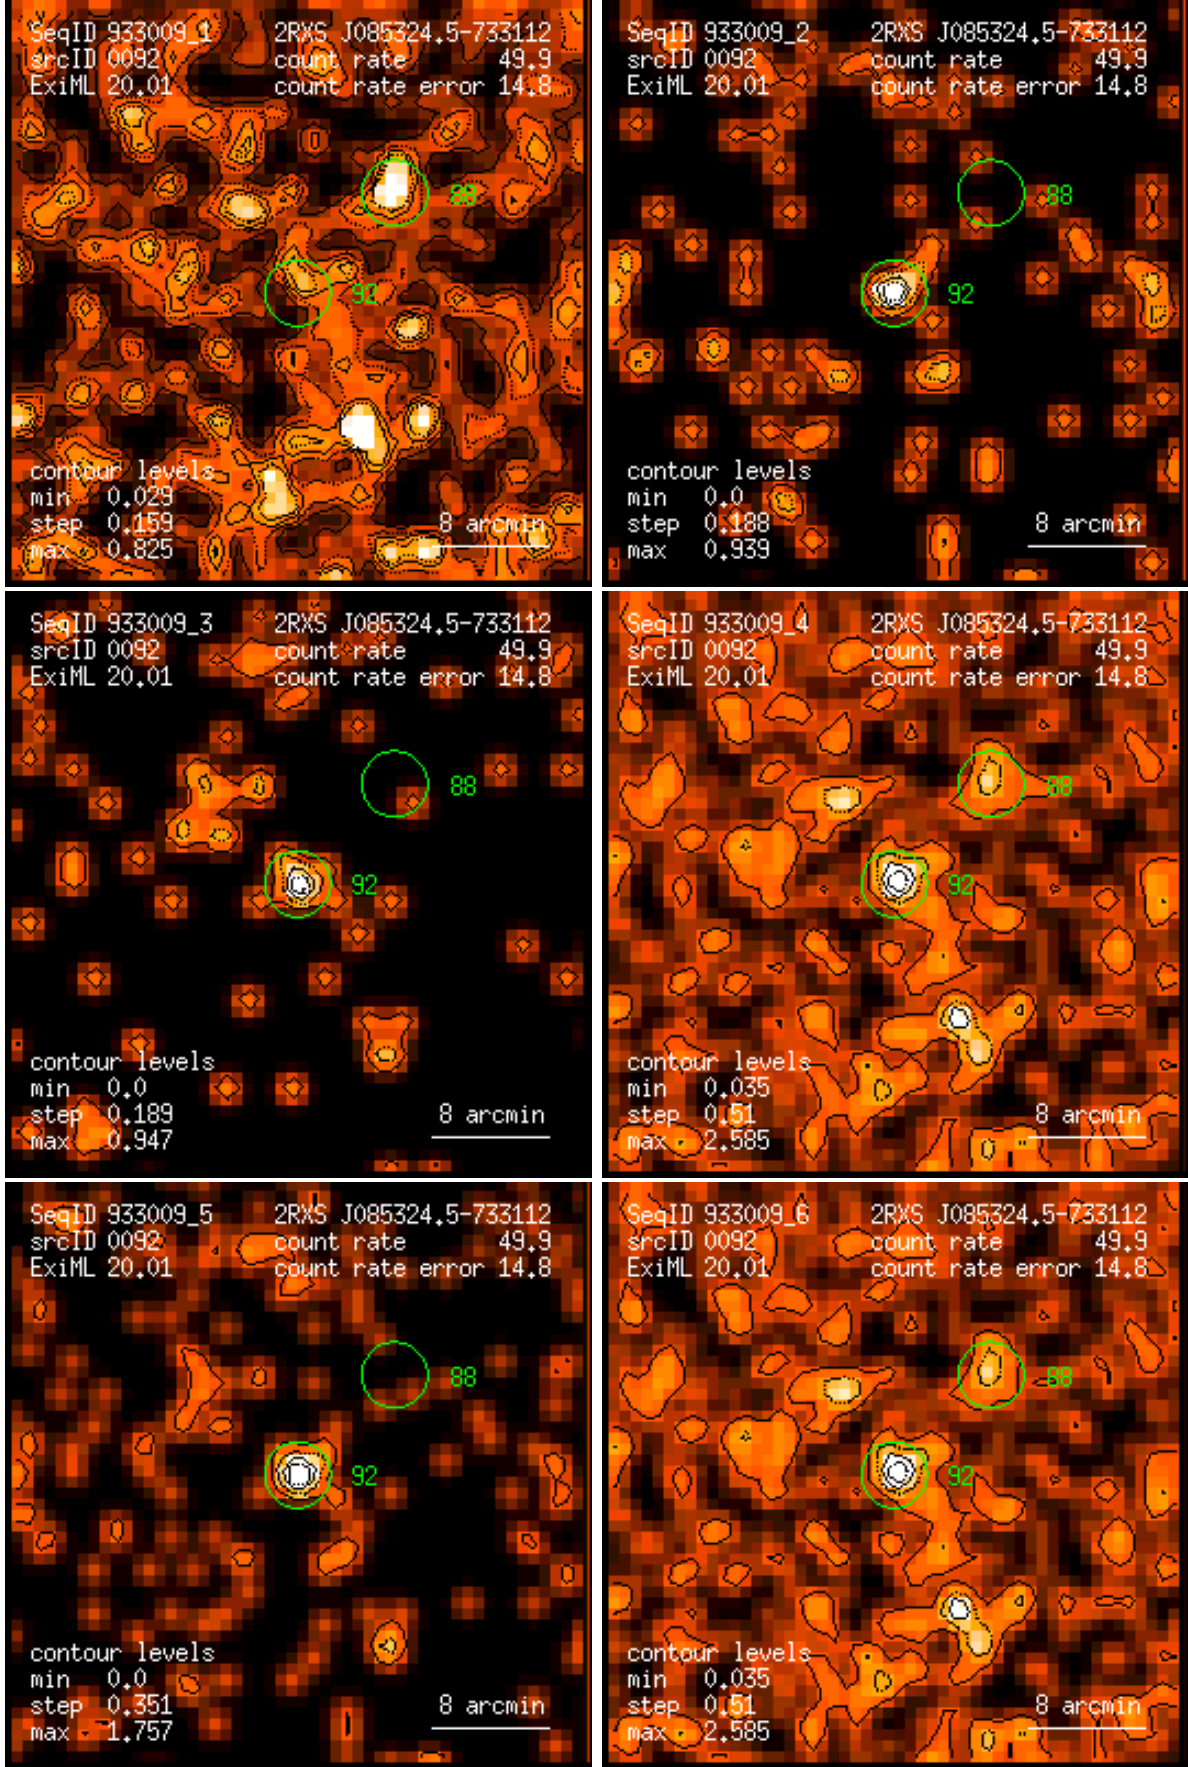 SeqID 933009_1 2RXS J085324.5-733112
srcID 0092 count rate 49.9
ExiML 20.01 count rate error 14.8
88
92
contour levels
min 0.029
step 0.159 8 arcmin
max 0.825
SeqID 933009_2 2RXS J085324.5-733112
srcID 0092 count rate 49.9
ExiML 20.01 count rate error 14.8
88
92
contour levels
min 0.0
step 0.188 8 arcmin
max 0.939
SeqID 933009_3 2RXS J085324.5-733112
srcID 0092 count rate 49.9
ExiML 20.01 count rate error 14.8
88
92
contour levels
min 0.0
step 0.189 8 arcmin
max 0.947
SeqID 933009_4 2RXS J085324.5-733112
srcID 0092 count rate 49.9
ExiML 20.01 count rate error 14.8
88
92
contour levels
min 0.035
step 0.51 8 arcmin
max 2.585
SeqID 933009_5 2RXS J085324.5-733112
srcID 0092 count rate 49.9
ExiML 20.01 count rate error 14.8
88
92
contour levels
min 0.0
step 0.351 8 arcmin
max 1.757
SeqID 933009_6 2RXS J085324.5-733112
srcID 0092 count rate 49.9
ExiML 20.01 count rate error 14.8
88
92
contour levels
min 0.035
step 0.51 8 arcmin
max 2.585